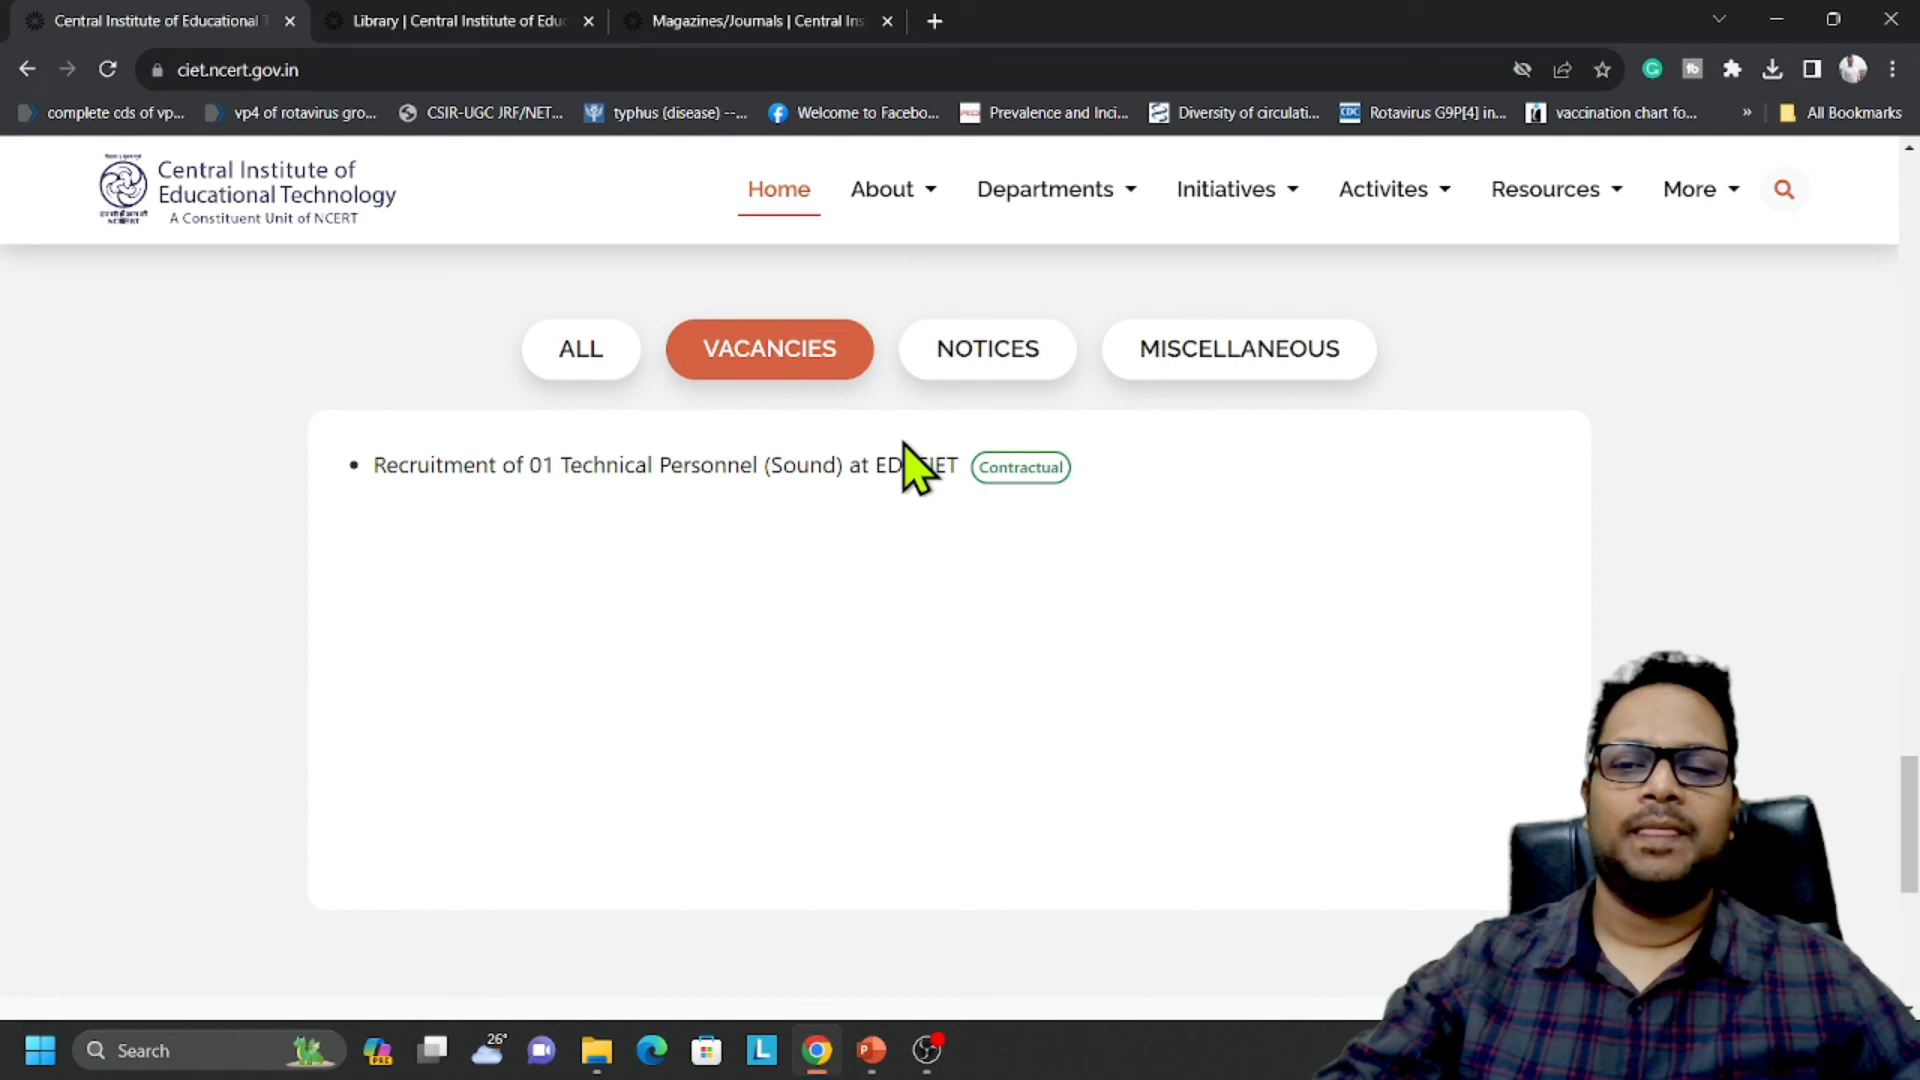 Central Institute of Educational T
Library | Central Institute of Educ
Magazines/Journals | Central Ins
ciet.ncert.gov.in
complete cds of vp...
vp4 of rotavirus gro...
CSIR-UGC JRF/NET...
typhus (disease) --...
Welcome to Facebo...
Prevalence and Inci...
Diversity of circulati...
CDC
Rotavirus G9P[4] in...
vaccination chart fo...
»
All Bookmarks
Central Institute of
Educational Technology
A Constituent Unit of NCERT
Home
About
Departments
Initiatives
Activites
Resources
More
ALL
VACANCIES
NOTICES
MISCELLANEOUS
• Recruitment of 01 Technical Personnel (Sound) at
Contractual
Search
PRE
26°
L
P